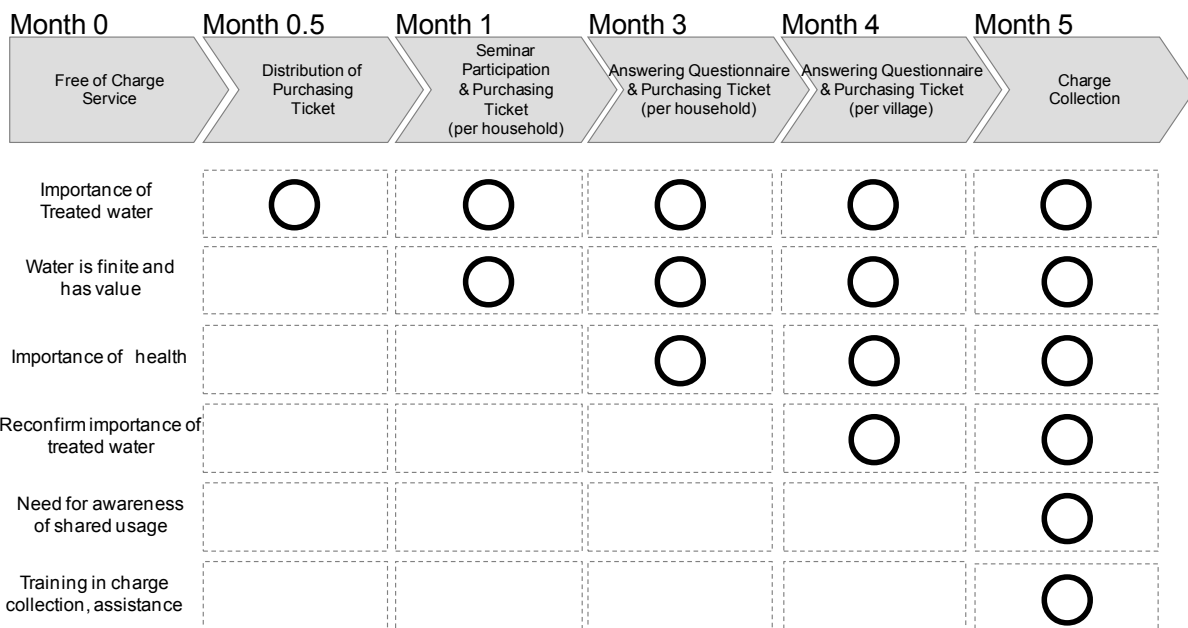 Month 0 Month 0.5 Month 1 Month 3 Month 4 Month 5
Free of Charge
Service
Distribution of
Purchasing
Ticket
Seminar
Participation
& Purchasing
Ticket
(per household)
Answering Questionnaire
& Purchasing Ticket
(per household)
Answering Questionnaire
& Purchasing Ticket
(per village)
Charge
Collection
Importance of
Treated water
Water is finite and
has value
Importance of health
Reconfirm importance of
treated water
Need for awareness
of shared usage
Training in charge
collection, assistance